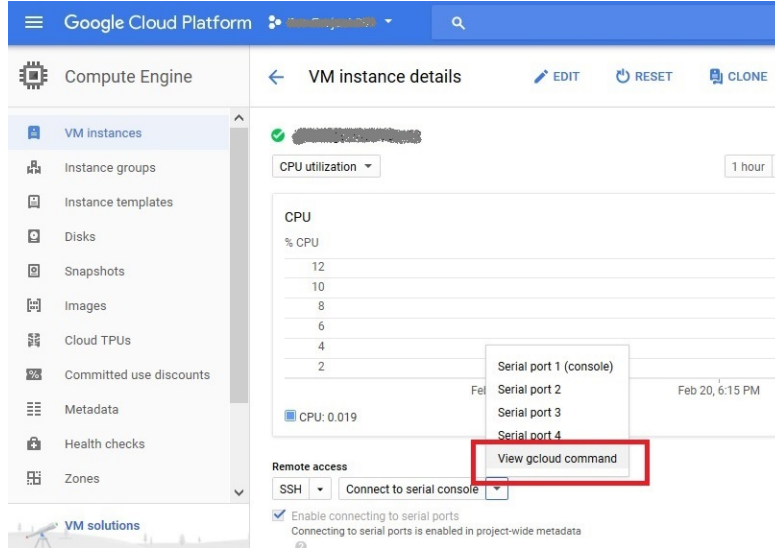 Google Cloud Platform
Compute Engine
VM instance details
EDIT
RESET
CLONE
VM instances
Instance groups
Instance templates
Disks
Snapshots
Images
Cloud TPUs
Committed use discounts
Metadata
Health checks
Zones
VM solutions
CPU utilization
1 hour
CPU
% CPU
12
10
8
6
4
2
Feb 20, 6:15 PM
CPU: 0.019
Serial port 1 (console)
Serial port 2
Serial port 3
Serial port 4
View gcloud command
Remote access
SSH
Connect to serial console
Enable connecting to serial ports
Connecting to serial ports is enabled in project-wide metadata